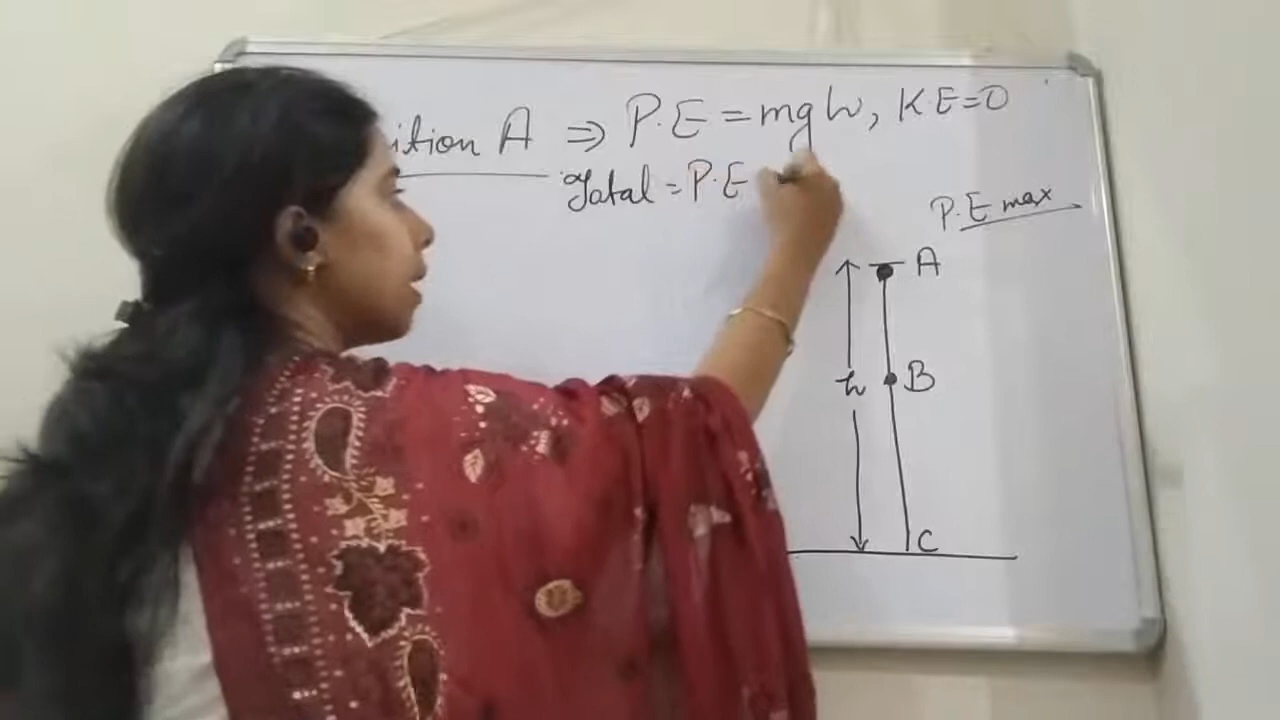 ition A ⇒ P.E = mgh, K.E=0
Total = P.E
P.E max
A
h
B
C